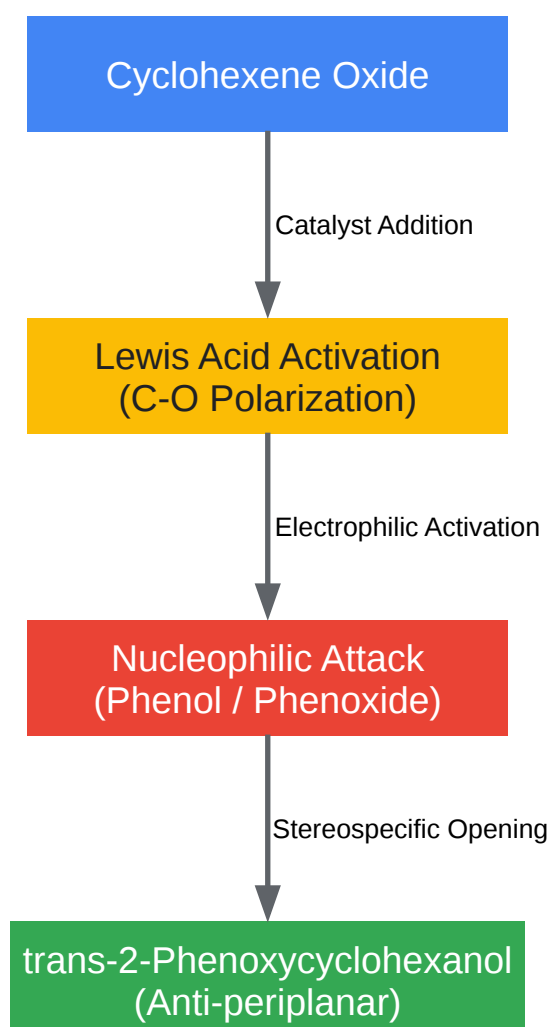 Cyclohexene Oxide
Catalyst Addition
Lewis Acid Activation
(C-O Polarization)
Electrophilic Activation
Nucleophilic Attack
(Phenol / Phenoxide)
Stereospecific Opening
trans-2-Phenoxycyclohexanol
(Anti-periplanar)